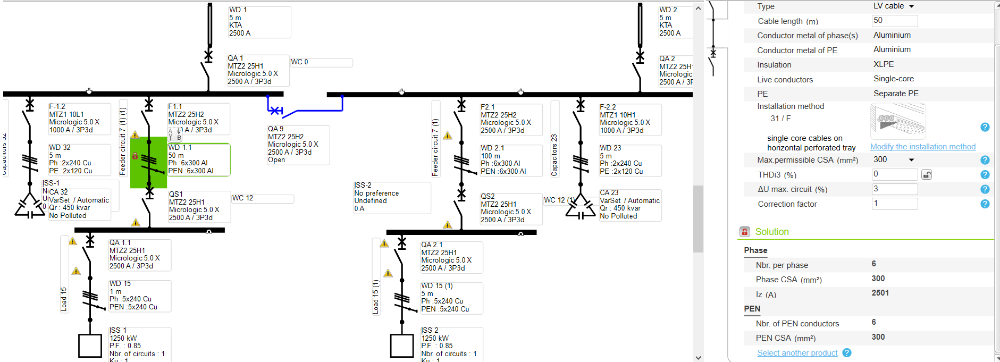 WD 1
5 m
KTA
2500 A
QA 1
MTZ2 25H1
Micrologic 5.0 X
2500 A / 3P3d
WC 0
WD 2
5 m
KTA
2500 A
QA 2
MTZ2 25H
Micrologic
2500 A / 3P
Capacitors 32
F-1.2
MTZ1 10L1
Micrologic 5.0 X
1000 A / 3P3d
WD 32
5 m
Ph :2x240 Cu
PE :2x120 Cu
ISS-1
CA 32
VarSet / Automatic
Qr : 450 kvar
No Polluted
Feeder circuit 7 (1) (1)
F1.1
MTZ2 25H2
Micrologic 5.0 X
A / 3P3d
A
Y B
WD 1.1
50 m
Ph :6x300 Al
PEN :6x300 Al
QS1
MTZ2 25H1
Micrologic 5.0 X
2500 A / 3P3d
WC 12
QA 9
MTZ2 25H2
Micrologic 5.0 X
2500 A / 3P3d
Open
ISS-2
No preference
Undefined
0 A
Feeder circuit 7 (1)
F2.1
MTZ2 25H2
Micrologic 5.0 X
2500 A / 3P3d
WD 2.1
100 m
Ph :6x300 Al
PEN :6x300 Al
QS2
MTZ2 25H1
Micrologic 5.0 X
2500 A / 3P3d
WC 12 (1)
Capacitors 23
F-2.2
MTZ1 10H1
Micrologic 5.0 X
1000 A / 3P3d
WD 23
5 m
Ph :2x240 Cu
PE :2x120 Cu
CA 23
VarSet / Automatic
Qr : 450 kvar
No Polluted
Load 15
QA 1.1
MTZ2 25H1
Micrologic 5.0 X
2500 A / 3P3d
WD 15
1 m
Ph :5x240 Cu
PEN :5x240 Cu
ISS 1
1250 kW
P.F. : 0.85
Nbr. of circuits : 1
Ku : 1
Load 15 (1)
QA 2.1
MTZ2 25H1
Micrologic 5.0 X
2500 A / 3P3d
WD 15 (1)
5 m
Ph :5x240 Cu
PEN :5x240 Cu
ISS 2
1250 kW
P.F. : 0.85
Nbr. of circuits : 1
Ku : 1
Type LV cable
Cable length (m) 50
Conductor metal of phase(s) Aluminium
Conductor metal of PE Aluminium
Insulation XLPE
Live conductors Single-core
PE Separate PE
Installation method
31 / F
single-core cables on
horizontal perforated tray
Modify the installation method
Max.permissible CSA (mm²) 300
THDi3 (%) 0
ΔU max. circuit (%) 3
Correction factor 1
Solution
Phase
Nbr. per phase 6
Phase CSA (mm²) 300
Iz (A) 2501
PEN
Nbr. of PEN conductors 6
PEN CSA (mm²) 300
Select another product